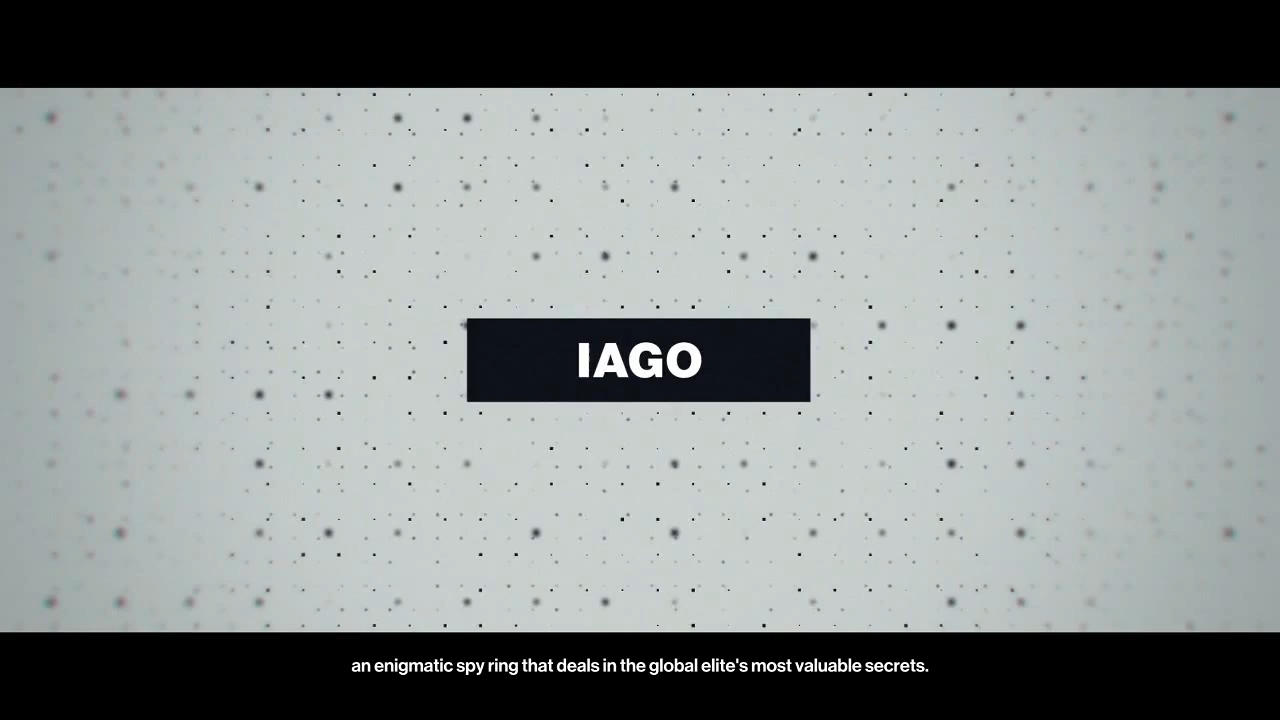 IAGO
an enigmatic spy ring that deals in the global elite's most valuable secrets.